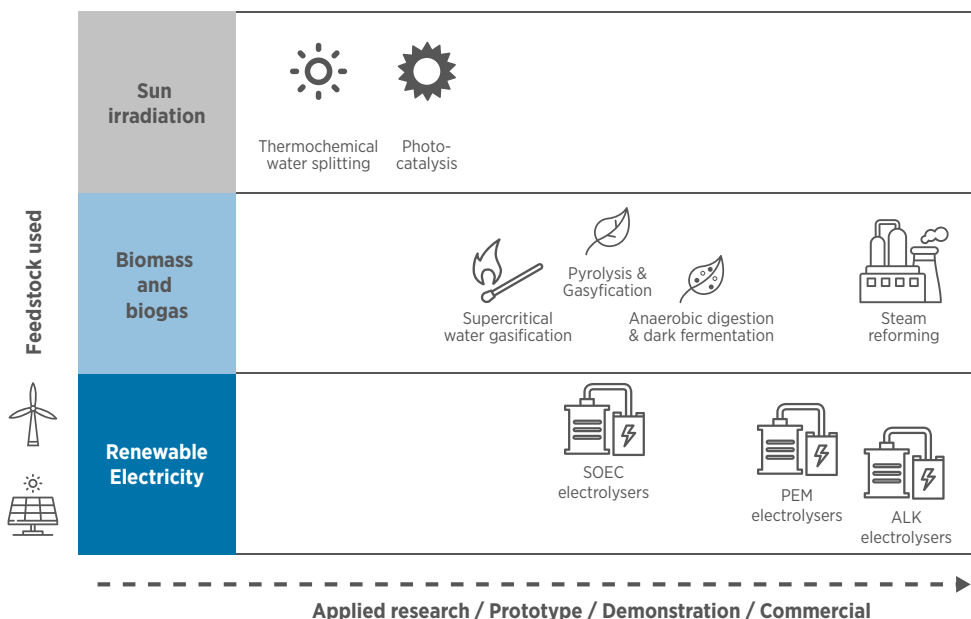 Feedstock used
Sun
irradiation
Thermochemical
water splitting
Photo-
catalysis
Biomass
and
biogas
Supercritical
water gasification
Pyrolysis &
Gasyfication
Anaerobic digestion
& dark fermentation
Steam
reforming
Renewable
Electricity
SOEC
electrolysers
PEM
electrolysers
ALK
electrolysers
Applied research / Prototype / Demonstration / Commercial